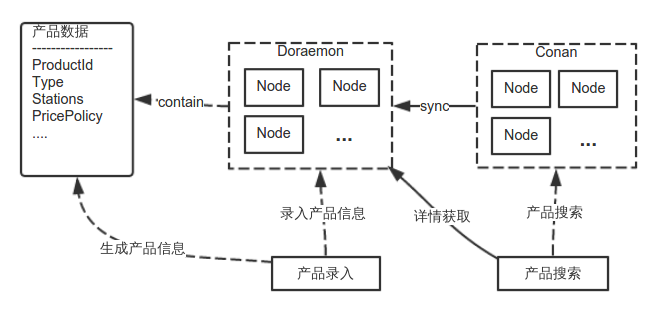 产品数据
-----------------
ProductId
Type
Stations
PricePolicy
....
contain
Doraemon
Node
Node
Node
...
sync
Conan
Node
Node
Node
...
生成产品信息
录入产品信息
详情获取
产品搜索
产品录入
产品搜索